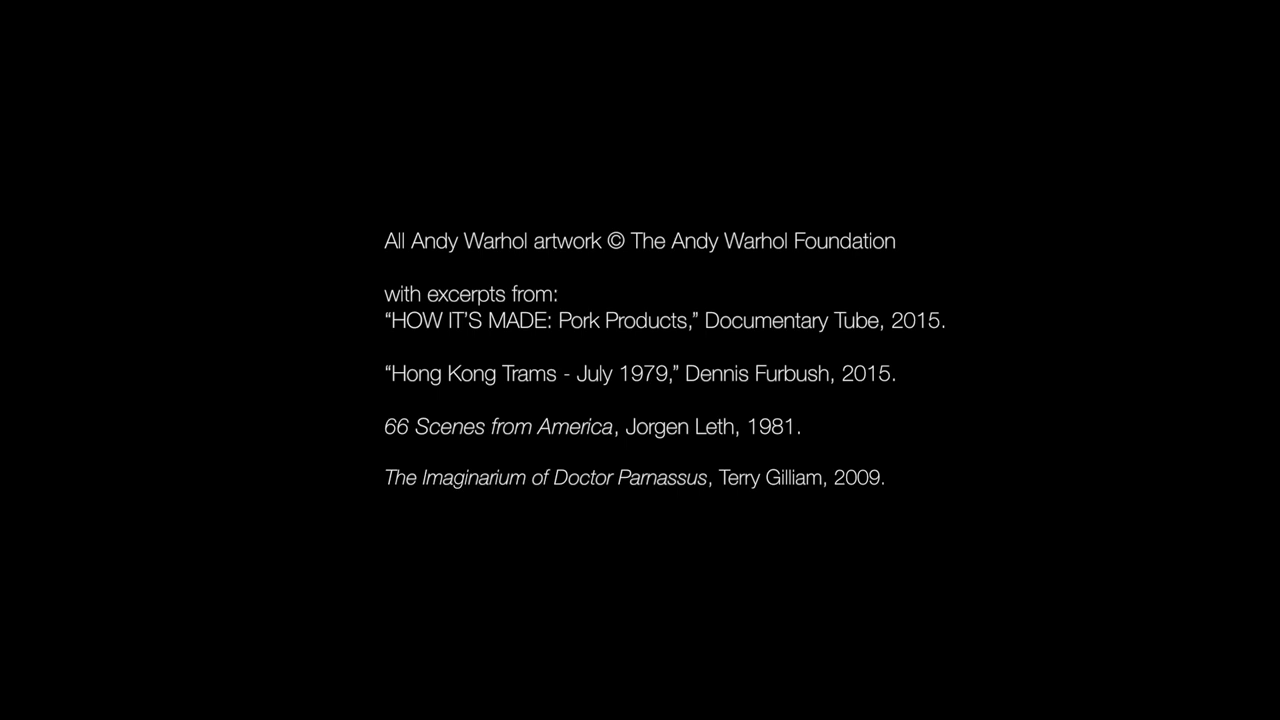 All Andy Warhol artwork © The Andy Warhol Foundation
with excerpts from:
“HOW IT’S MADE: Pork Products,” Documentary Tube, 2015.
“Hong Kong Trams - July 1979,” Dennis Furbush, 2015.
66 Scenes from America, Jorgen Leth, 1981.
The Imaginarium of Doctor Parnassus, Terry Gilliam, 2009.